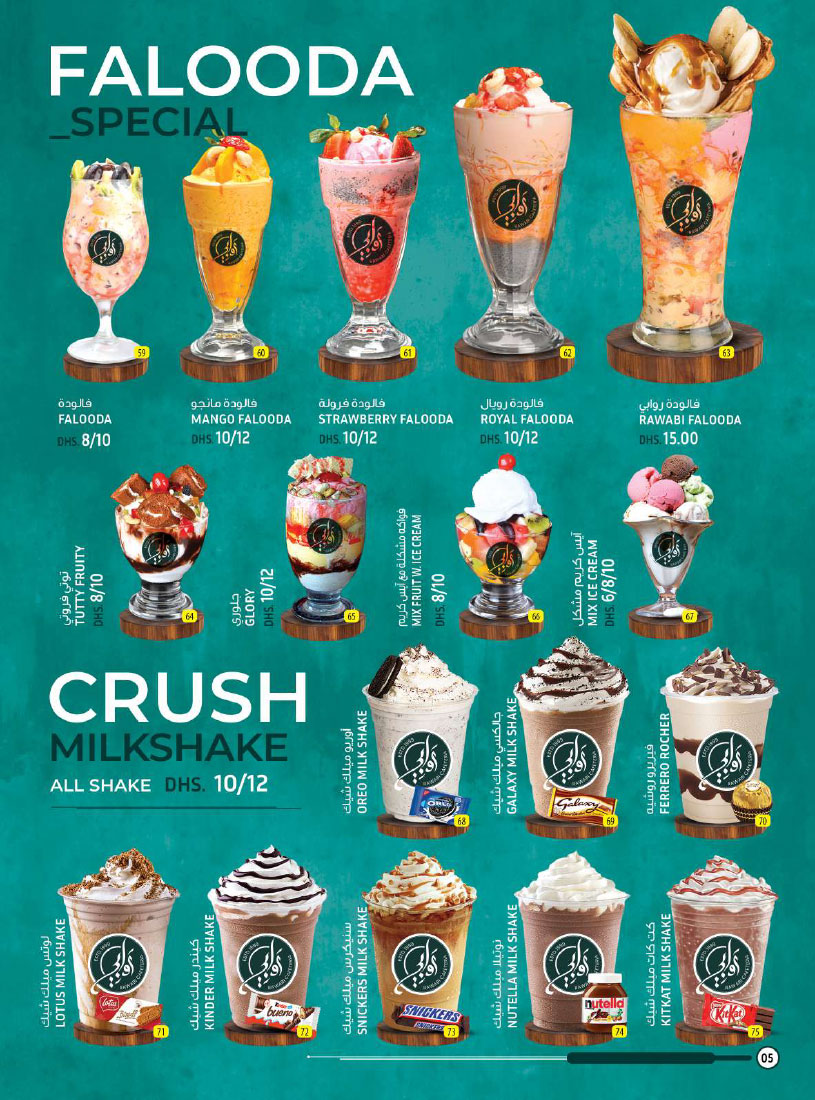 FALOODA
_SPECIAL
59
60
61
62
63
فالودة
FALOODA
DHS. 8/10
فالودة مانجو
MANGO FALOODA
DHS. 10/12
فالودة فرولة
STRAWBERRY FALOODA
DHS. 10/12
فالودة رويال
ROYAL FALOODA
DHS. 10/12
فالودة روابي
RAWABI FALOODA
DHS. 15.00
توتي فروتي
TUTTY FRUITY
DHS. 8/10
64
جلوري
GLORY
DHS. 10/12
65
فواكه مشكلة مع آيس كريم
MIX FRUIT W. ICE CREAM
DHS. 8/10
66
آيس كريم مشكل
MIX ICE CREAM
DHS. 6/8/10
67
CRUSH
MILKSHAKE
ALL SHAKE DHS. 10/12
أوريو ميلك شيك
OREO MILK SHAKE
OREO
68
جالكسي ميلك شيك
GALAXY MILK SHAKE
Galaxy
69
فيريرو روشيه
FERRERO ROCHER
70
لوتس ميلك شيك
LOTUS MILK SHAKE
Lotus
71
كيندر ميلك شيك
KINDER MILK SHAKE
bueno
72
سنيكرس ميلك شيك
SNICKERS MILK SHAKE
SNICKERS
73
نوتيلا ميلك شيك
NUTELLA MILK SHAKE
nutella
74
كت كات ميلك شيك
KITKAT MILK SHAKE
KitKat
75
05